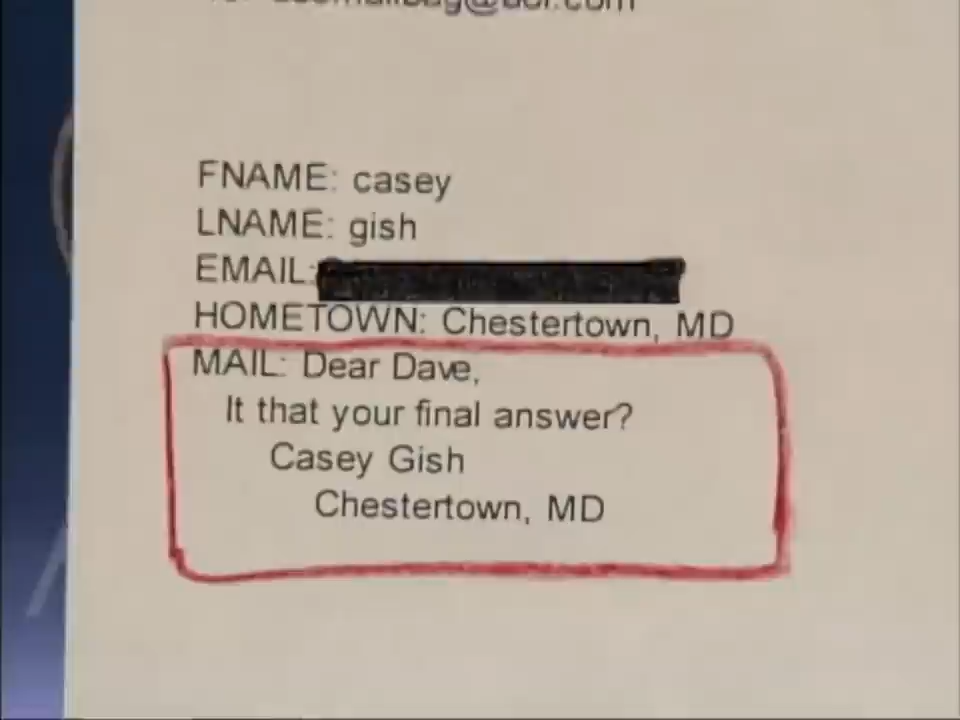 FNAME: casey
LNAME: gish
EMAIL:
HOMETOWN: Chestertown, MD
MAIL: Dear Dave,
It that your final answer?
Casey Gish
Chestertown, MD